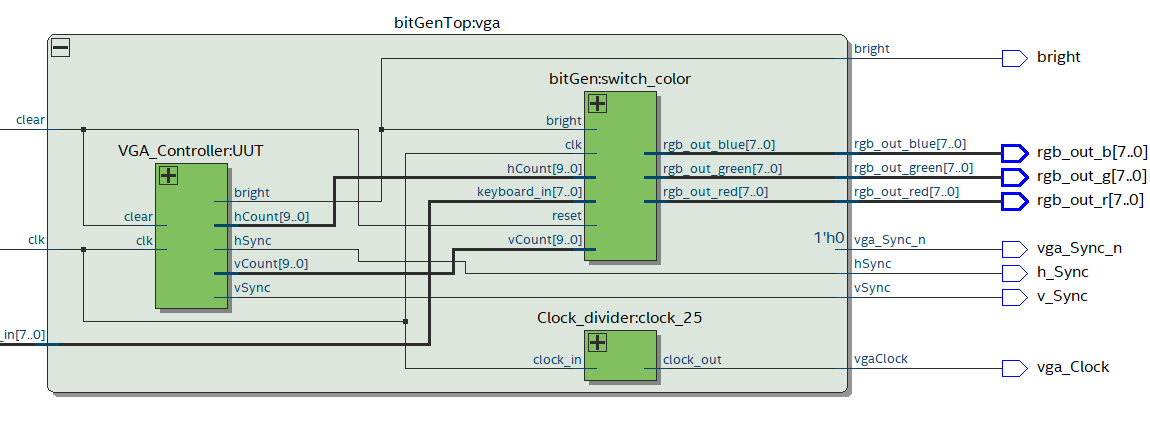 bitGenTop:vga
bright
bright
bitGen:switch_color
clear
bright
clk
rgb_out_blue[7..0]
rgb_out_blue[7..0]
rgb_out_b[7..0]
VGA_Controller:UUT
hCount[9..0]
rgb_out_green[7..0]
rgb_out_green[7..0]
rgb_out_g[7..0]
bright
keyboard_in[7..0]
rgb_out_red[7..0]
rgb_out_red[7..0]
rgb_out_r[7..0]
clear
hCount[9..0]
reset
clk
clk
hSync
vCount[9..0]
1'h0
vga_Sync_n
vga_Sync_n
vCount[9..0]
hSync
h_Sync
vSync
vSync
v_Sync
Clock_divider:clock_25
_in[7..0]
clock_in
clock_out
vgaClock
vga_Clock